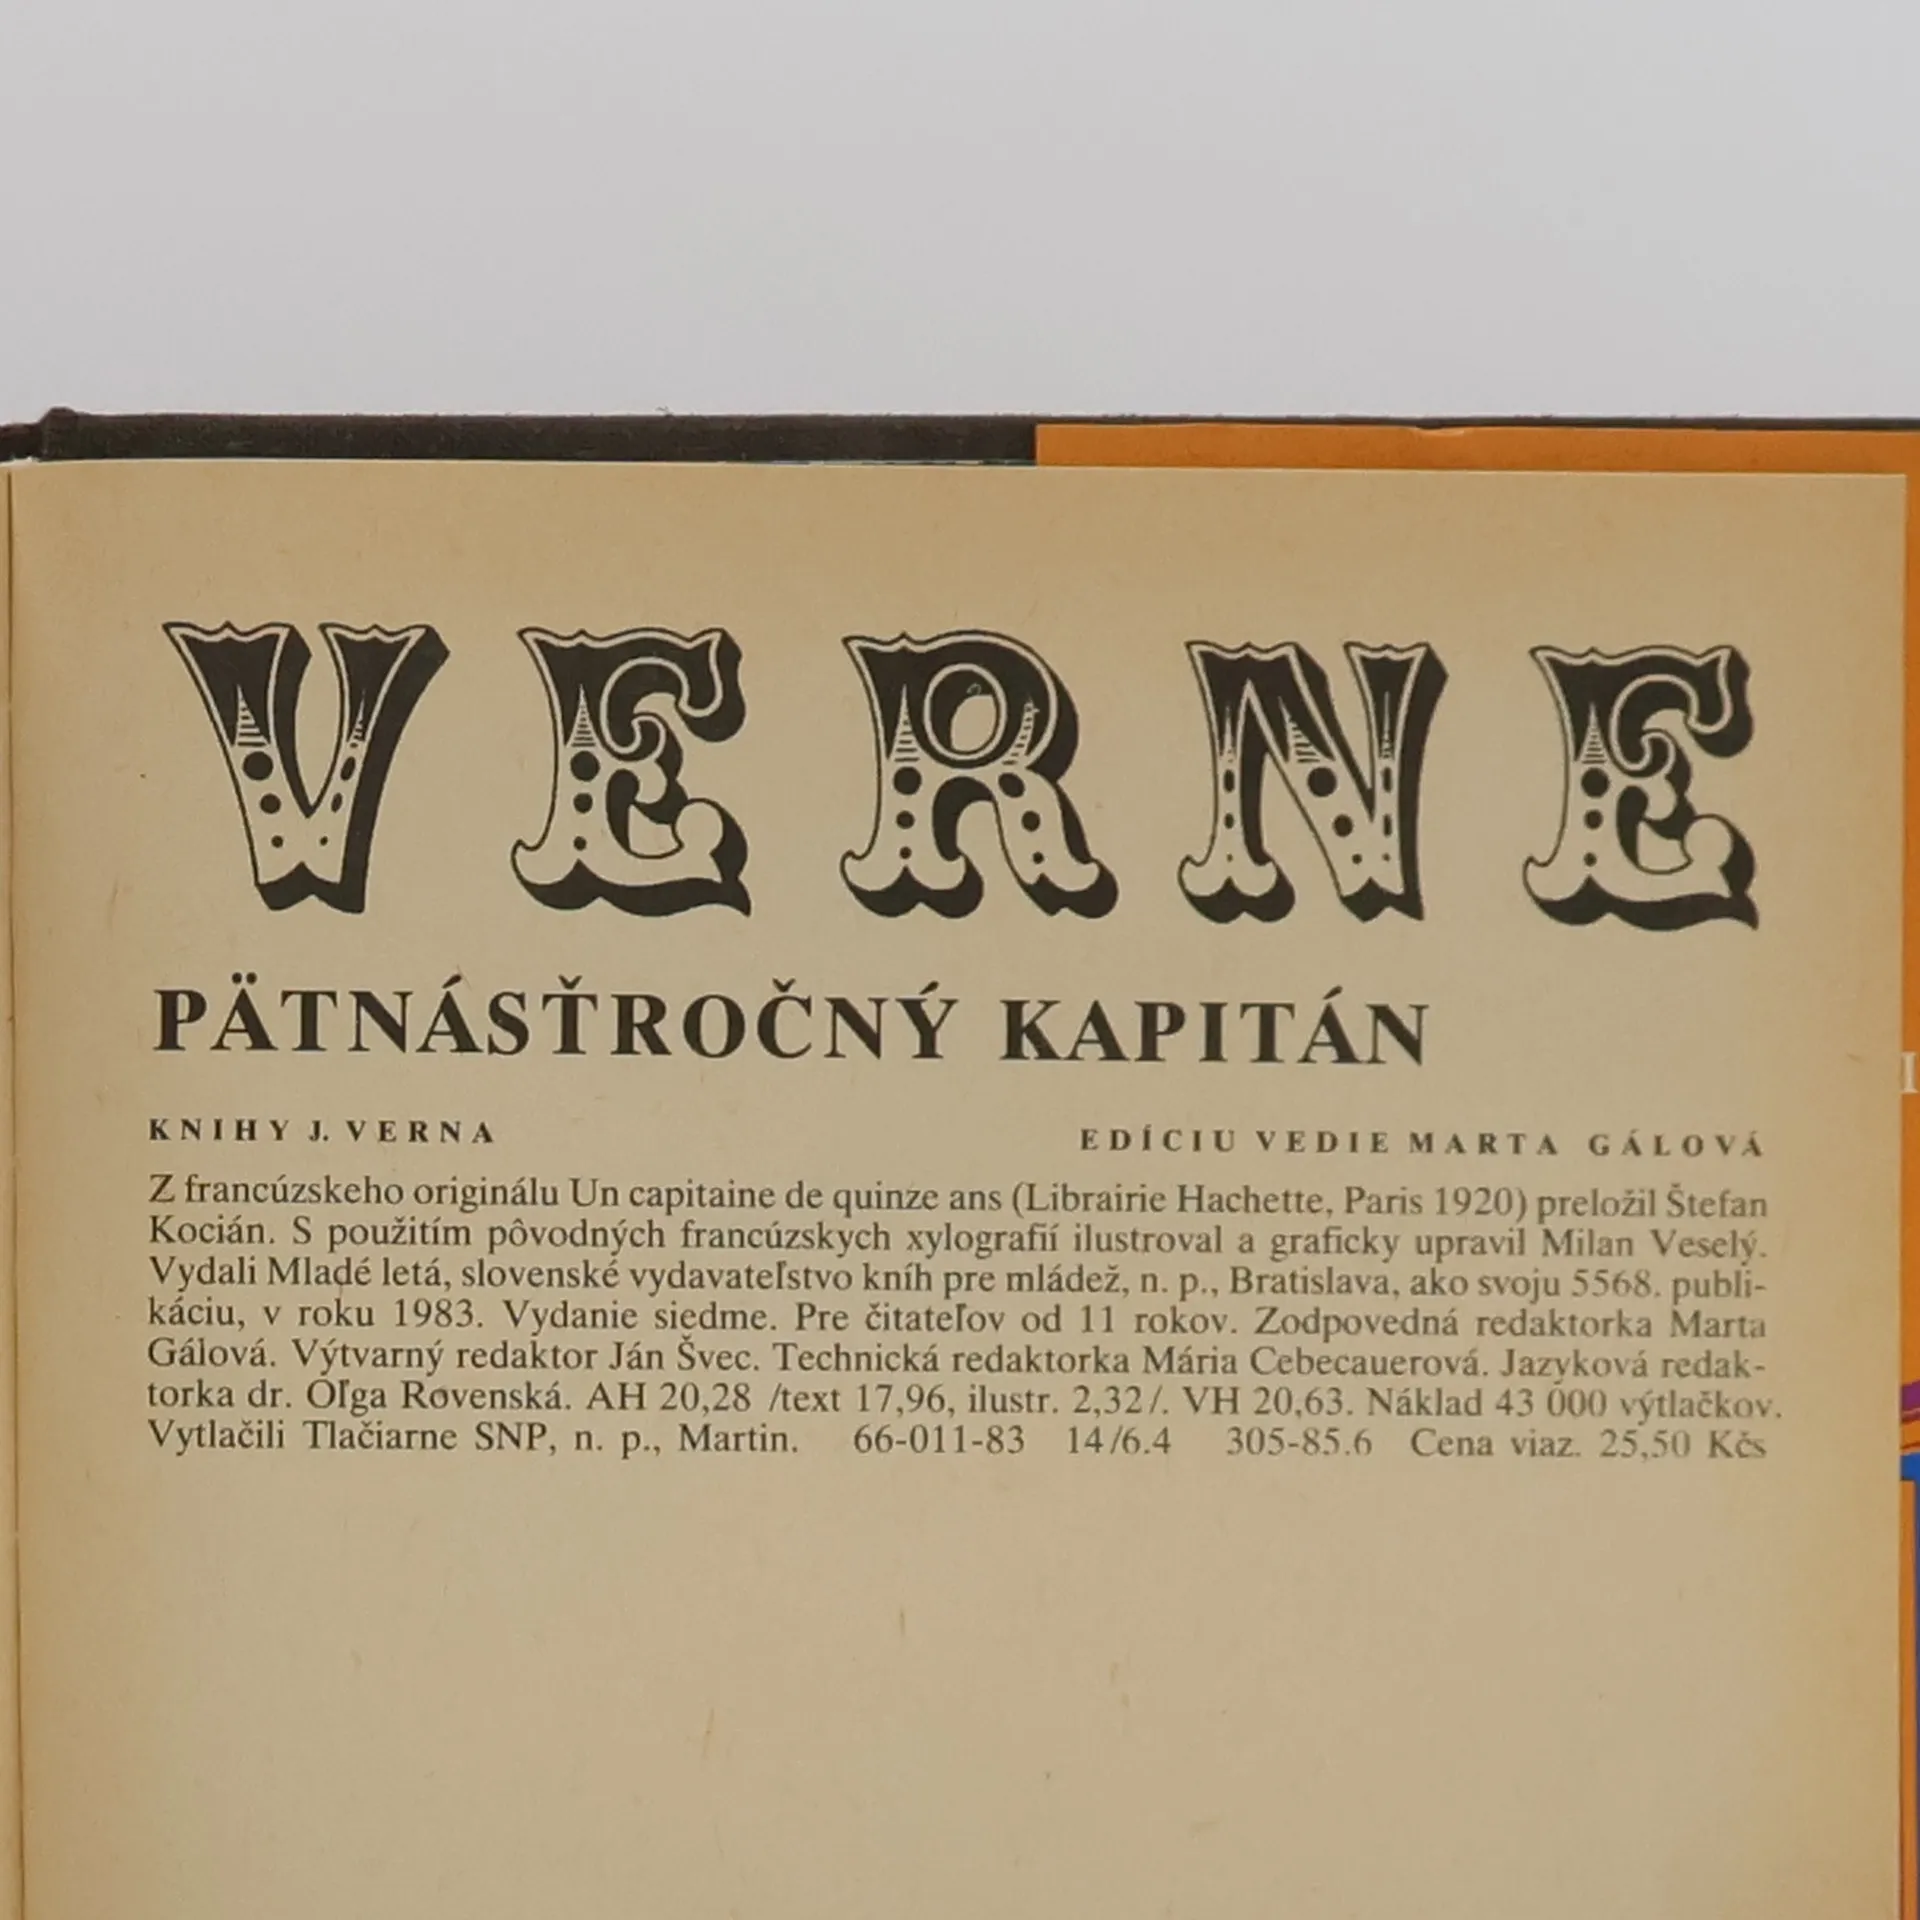 VERNE
PÄTNÁSŤROČNÝ KAPITÁN
KNIHY J. VERNA EDÍCIU VEDIE MARTA GÁLOVÁ
Z francúzskeho originálu Un capitaine de quinze ans (Librairie Hachette, Paris 1920) preložil Štefan
Kocián. S použitím pôvodných francúzskych xylografií ilustroval a graficky upravil Milan Veselý.
Vydali Mladé letá, slovenské vydavateľstvo kníh pre mládež, n. p., Bratislava, ako svoju 5568. publi-
káciu, v roku 1983. Vydanie siedme. Pre čitateľov od 11 rokov. Zodpovedná redaktorka Marta
Gálová. Výtvarný redaktor Ján Švec. Technická redaktorka Mária Cebecauerová. Jazyková redak-
torka dr. Oľga Rovenská. AH 20,28 /text 17,96, ilustr. 2,32/. VH 20,63. Náklad 43 000 výtlačkov.
Vytlačili Tlačiarne SNP, n. p., Martin. 66-011-83 14/6.4 305-85.6 Cena viaz. 25,50 Kčs